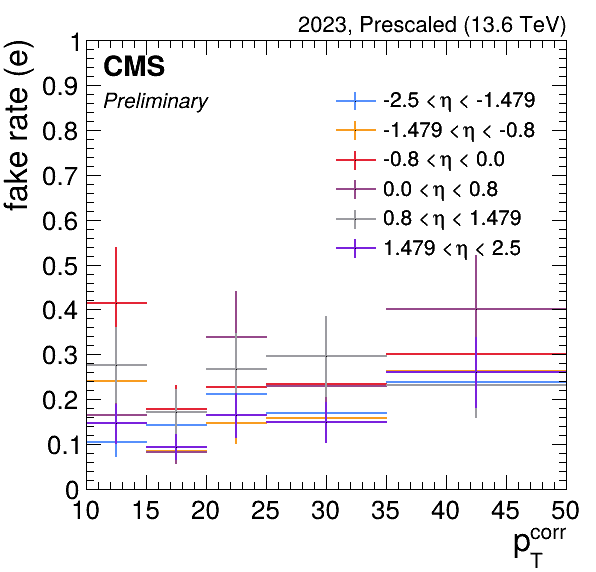 2023, Prescaled (13.6 TeV)
fake rate (e)
CMS
Preliminary
-2.5 < η < -1.479
-1.479 < η < -0.8
-0.8 < η < 0.0
0.0 < η < 0.8
0.8 < η < 1.479
1.479 < η < 2.5
1
0.9
0.8
0.7
0.6
0.5
0.4
0.3
0.2
0.1
0
10 15 20 25 30 35 40 45 50
p_T^corr